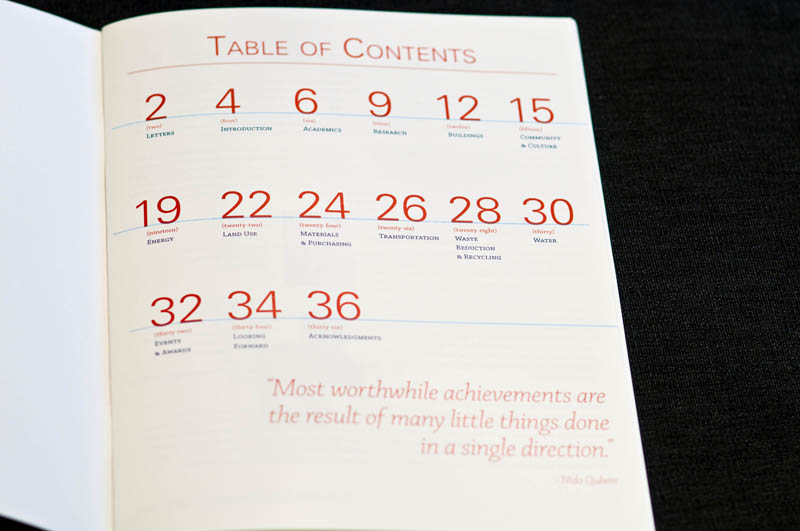 TABLE OF CONTENTS
2 4 6 9 12 15
(two) (four) (six) (nine) (twelve) (fifteen)
LETTERS INTRODUCTION ACADEMICS RESEARCH BUILDINGS COMMUNITY
& CULTURE
19 22 24 26 28 30
(nineteen) (twenty-two) (twenty-four) (twenty-six) (twenty-eight) (thirty)
ENERGY LAND USE MATERIALS TRANSPORTATION WASTE WATER
& PURCHASING REDUCTION
& RECYCLING
32 34 36
(thirty-two) (thirty-four) (thirty-six)
EVENTS LOOKING ACKNOWLEDGMENTS
& AWARDS FORWARD
"Most worthwhile achievements are
the result of many little things done
in a single direction."
- Nido Qubein